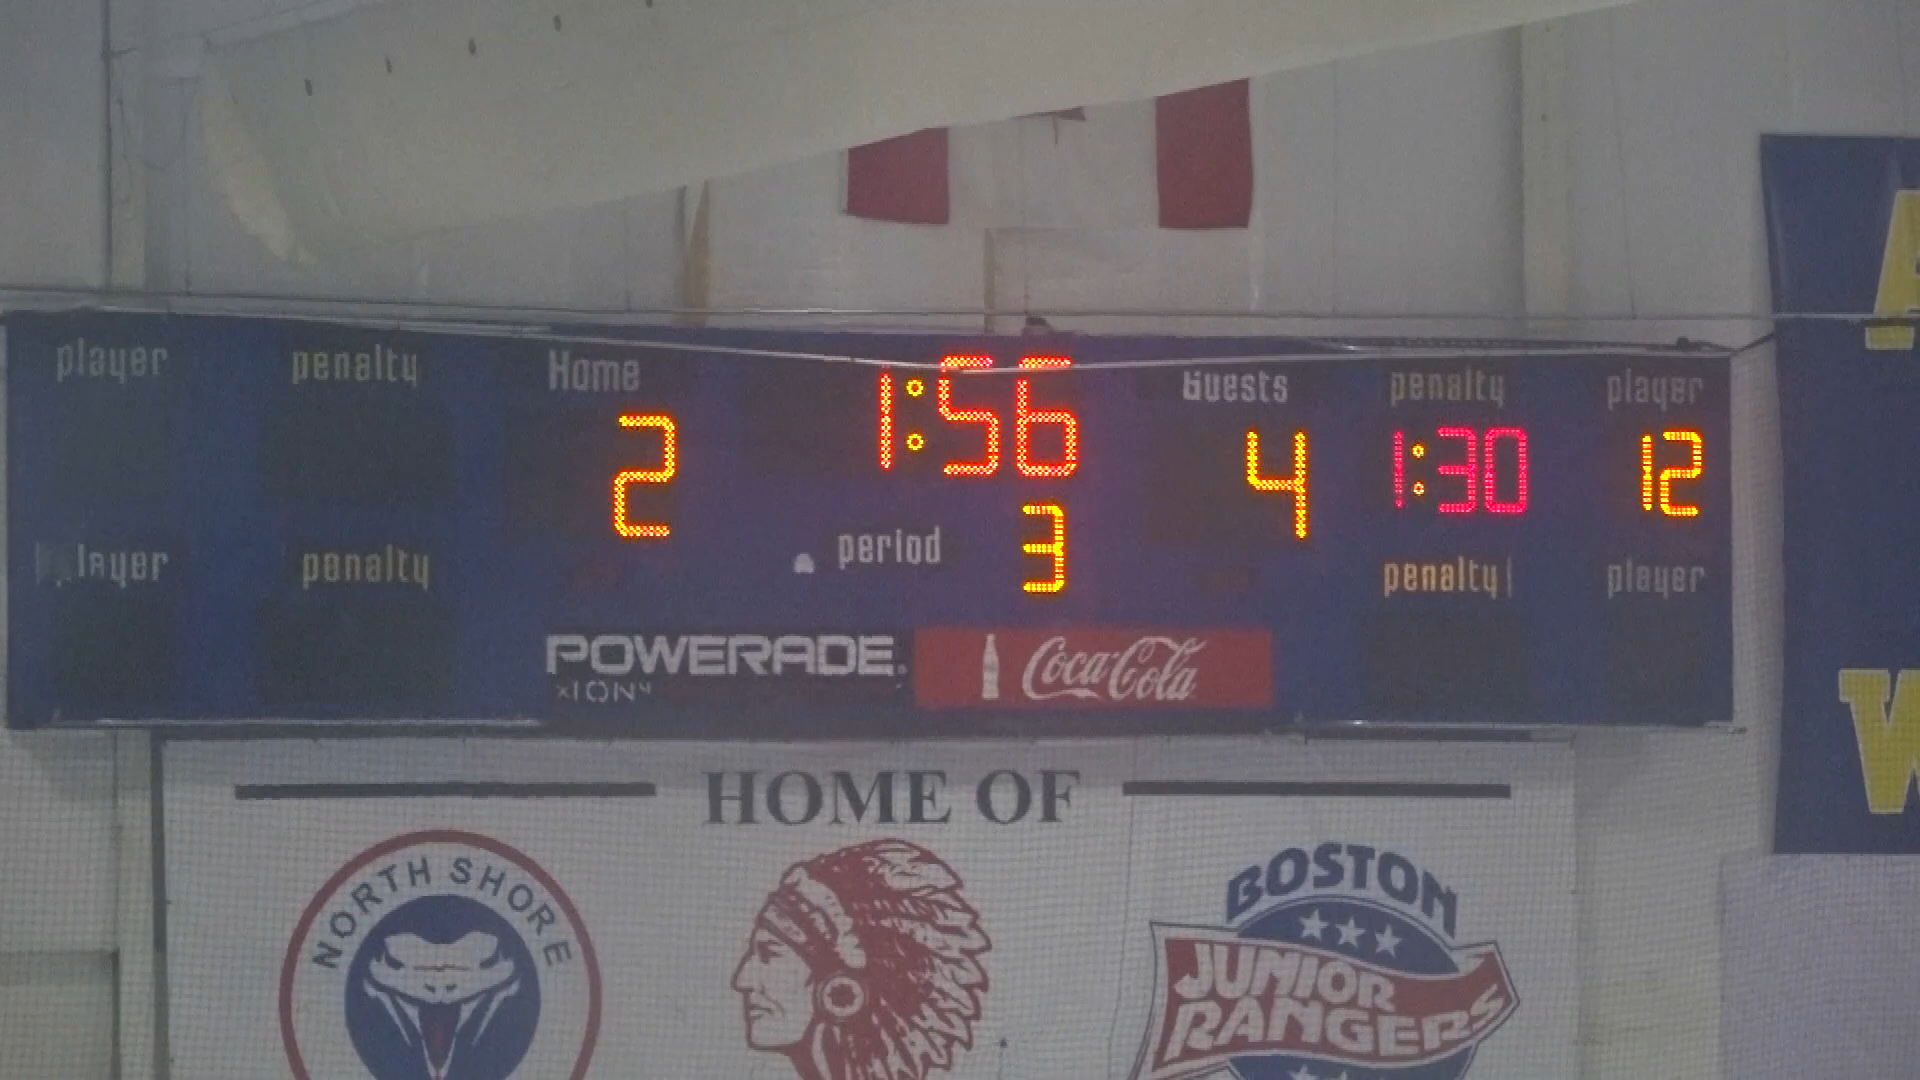 player penalty Home 1:56 Guests penalty player
2 4 1:30 12
period 3
player penalty penalty player
POWERADE
ION4
Coca-Cola
HOME OF
NORTH SHORE
BOSTON
JUNIOR
RANGERS
A
W